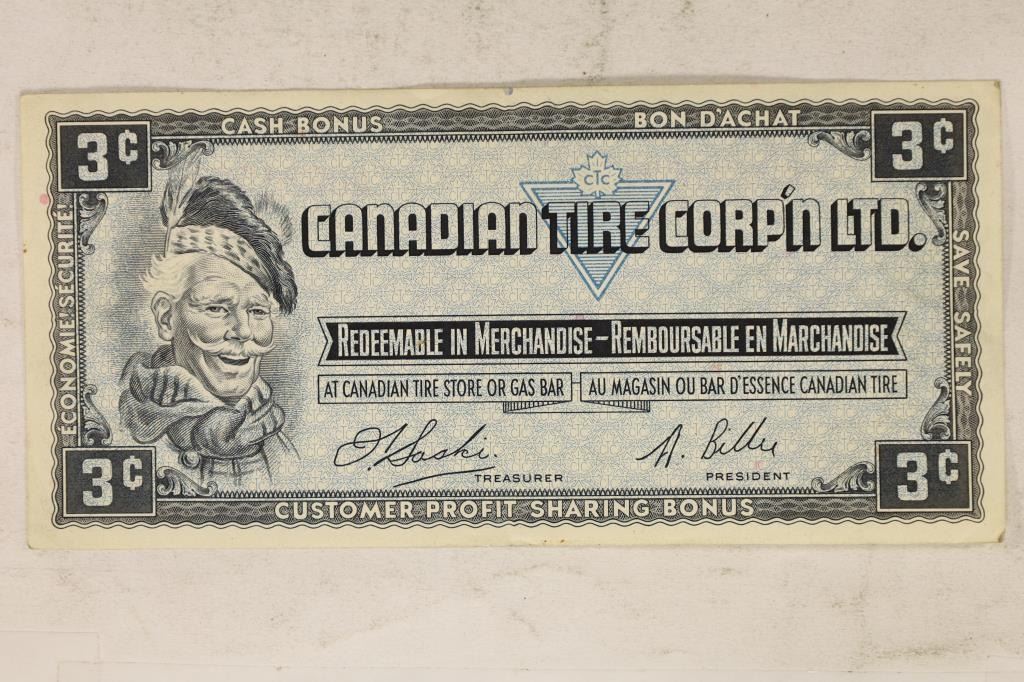 3¢
CASH BONUS
BON D'ACHAT
3¢
CTC
CANADIAN TIRE CORP'N LTD.
ÉCONOMIE! SÉCURITÉ!
SAVE SAFELY
REDEEMABLE IN MERCHANDISE – REMBOURSABLE EN MARCHANDISE
AT CANADIAN TIRE STORE OR GAS BAR
AU MAGASIN OU BAR D'ESSENCE CANADIAN TIRE
TREASURER
PRESIDENT
3¢
CUSTOMER PROFIT SHARING BONUS
3¢